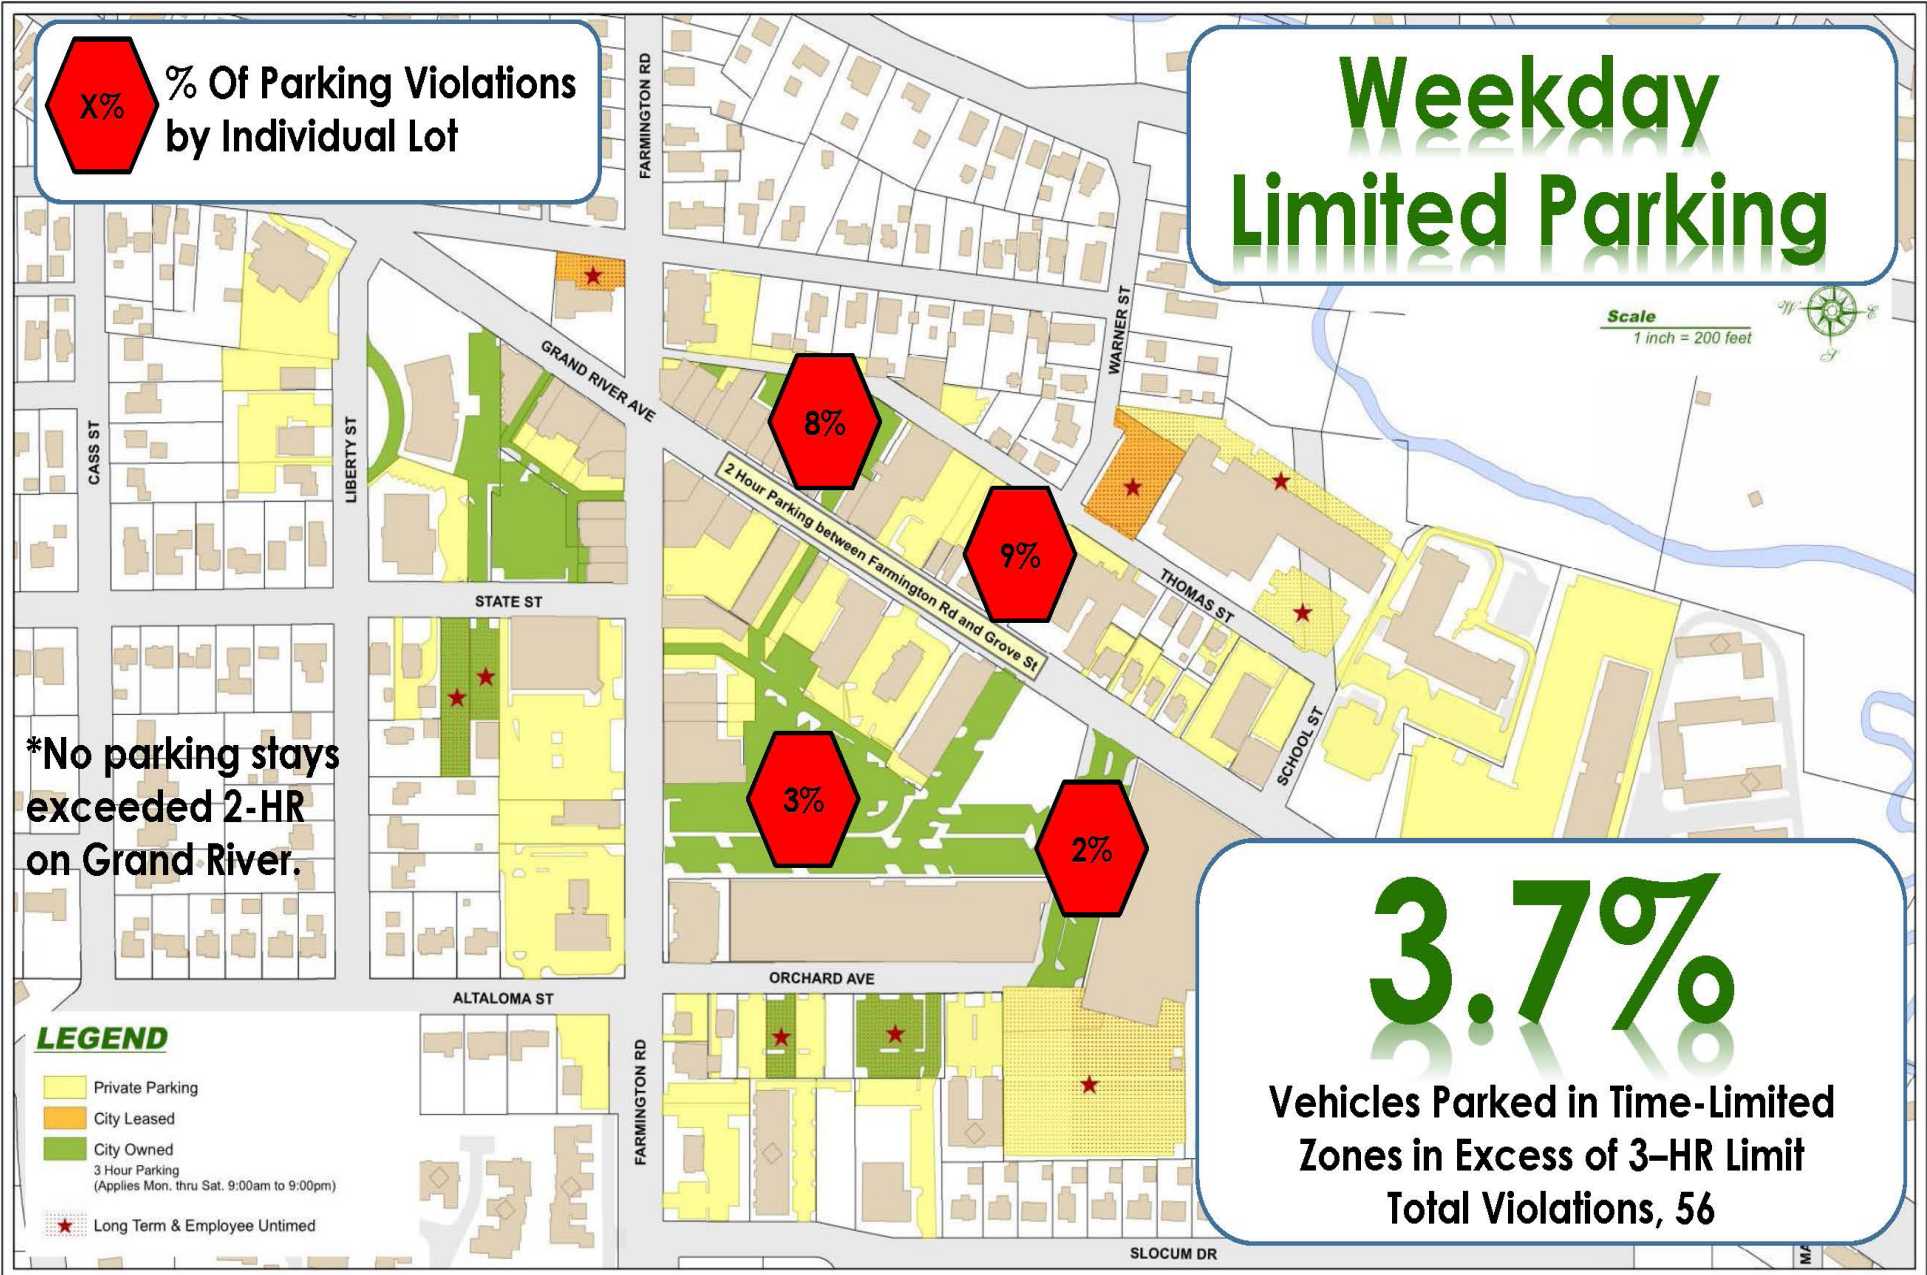 X%
% Of Parking Violations
by Individual Lot
Weekday
Limited Parking
Scale
1 inch = 200 feet
W
E
S
FARMINGTON RD
WARNER ST
GRAND RIVER AVE
CASS ST
LIBERTY ST
8%
2 Hour Parking between Farmington Rd and Grove St
9%
THOMAS ST
STATE ST
SCHOOL ST
*No parking stays
exceeded 2-HR
on Grand River.
3%
2%
ORCHARD AVE
ALTALOMA ST
FARMINGTON RD
LEGEND
Private Parking
City Leased
City Owned
3 Hour Parking
(Applies Mon. thru Sat. 9:00am to 9:00pm)
Long Term & Employee Untimed
3.7%
Vehicles Parked in Time-Limited
Zones in Excess of 3–HR Limit
Total Violations, 56
SLOCUM DR